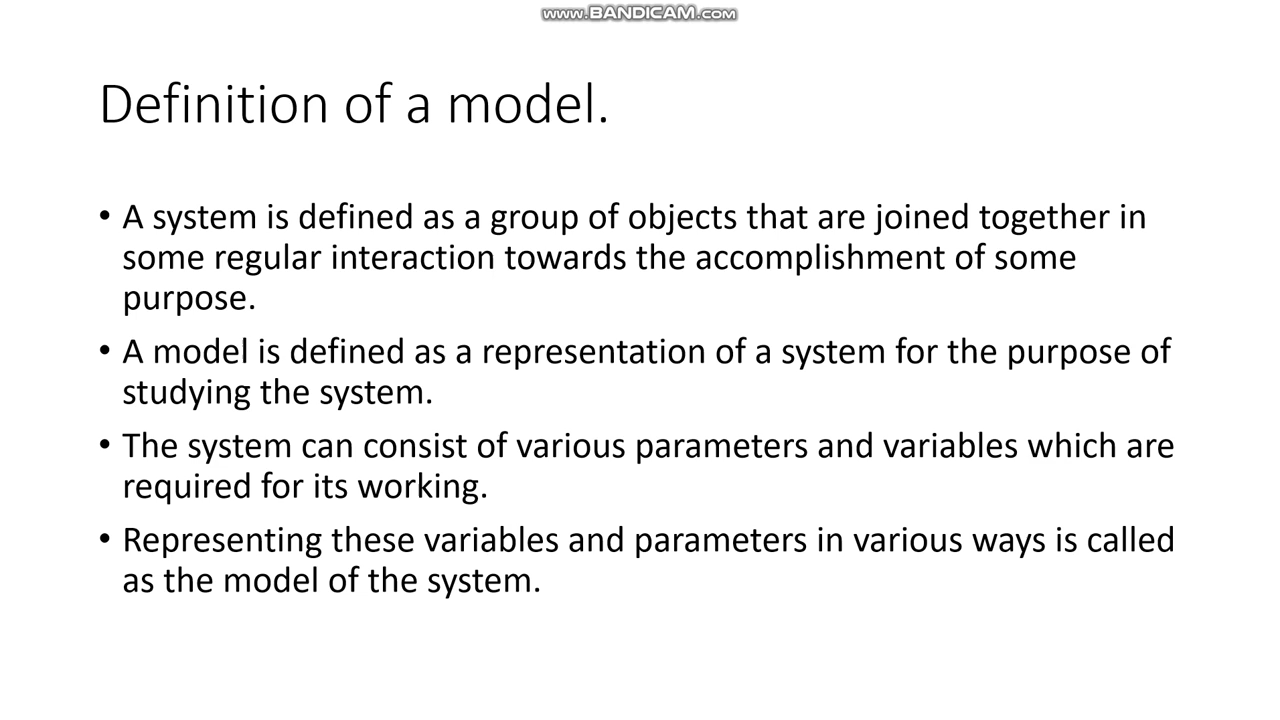 www.BANDICAM.com
Definition of a model.
• A system is defined as a group of objects that are joined together in
some regular interaction towards the accomplishment of some
purpose.
• A model is defined as a representation of a system for the purpose of
studying the system.
• The system can consist of various parameters and variables which are
required for its working.
• Representing these variables and parameters in various ways is called
as the model of the system.